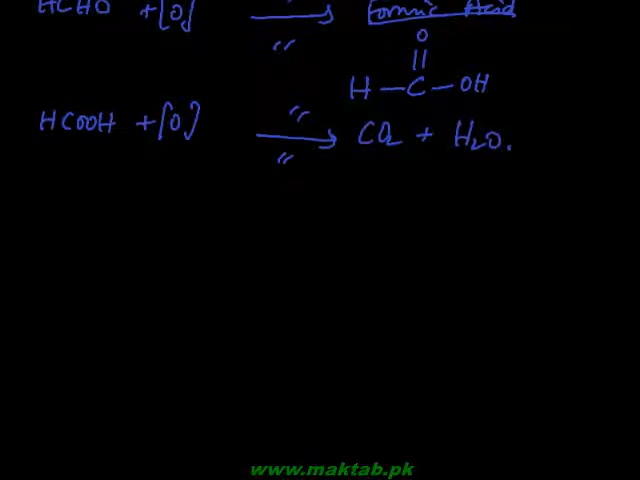 HCHO + [O] → Formic Acid
" O
||
H — C — OH
HCOOH + [O] " → CO2 + H2O.
"
www.maktab.pk